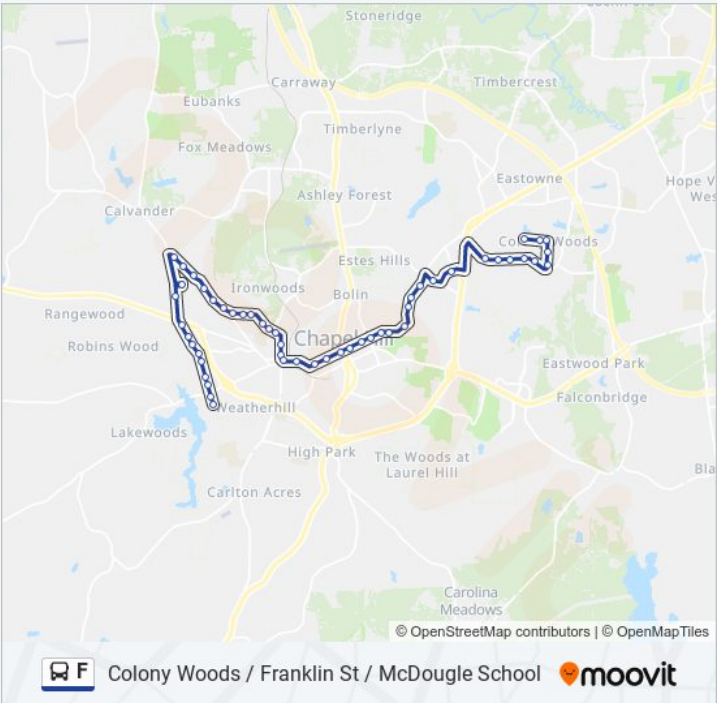 Stoneridge
Carraway
Timbercrest
Eubanks
Timberlyne
Fox Meadows
Eastowne
Hope V
Wes
Ashley Forest
Calvander
Colony Woods
Estes Hills
Ironwoods
Bolin
Rangewood
Chapel Hill
Robins Wood
Eastwood Park
Falconbridge
Weatherhill
Lakewoods
High Park
The Woods at
Laurel Hill
Bla
Carlton Acres
Carolina
Meadows
© OpenStreetMap contributors | © OpenMapTiles
F Colony Woods / Franklin St / McDougle School moovit